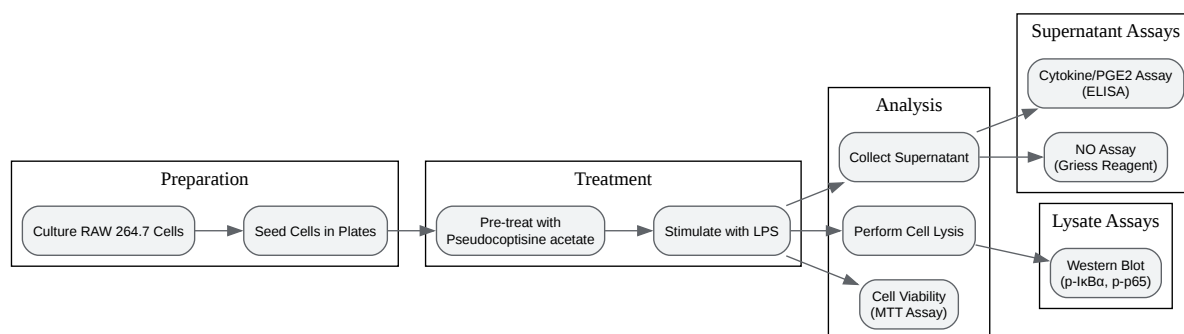 Preparation
Culture RAW 264.7 Cells
Seed Cells in Plates
Treatment
Pre-treat with
Pseudocoptisine acetate
Stimulate with LPS
Analysis
Collect Supernatant
Perform Cell Lysis
Cell Viability
(MTT Assay)
Supernatant Assays
Cytokine/PGE2 Assay
(ELISA)
NO Assay
(Griess Reagent)
Lysate Assays
Western Blot
(p-IκBα, p-p65)